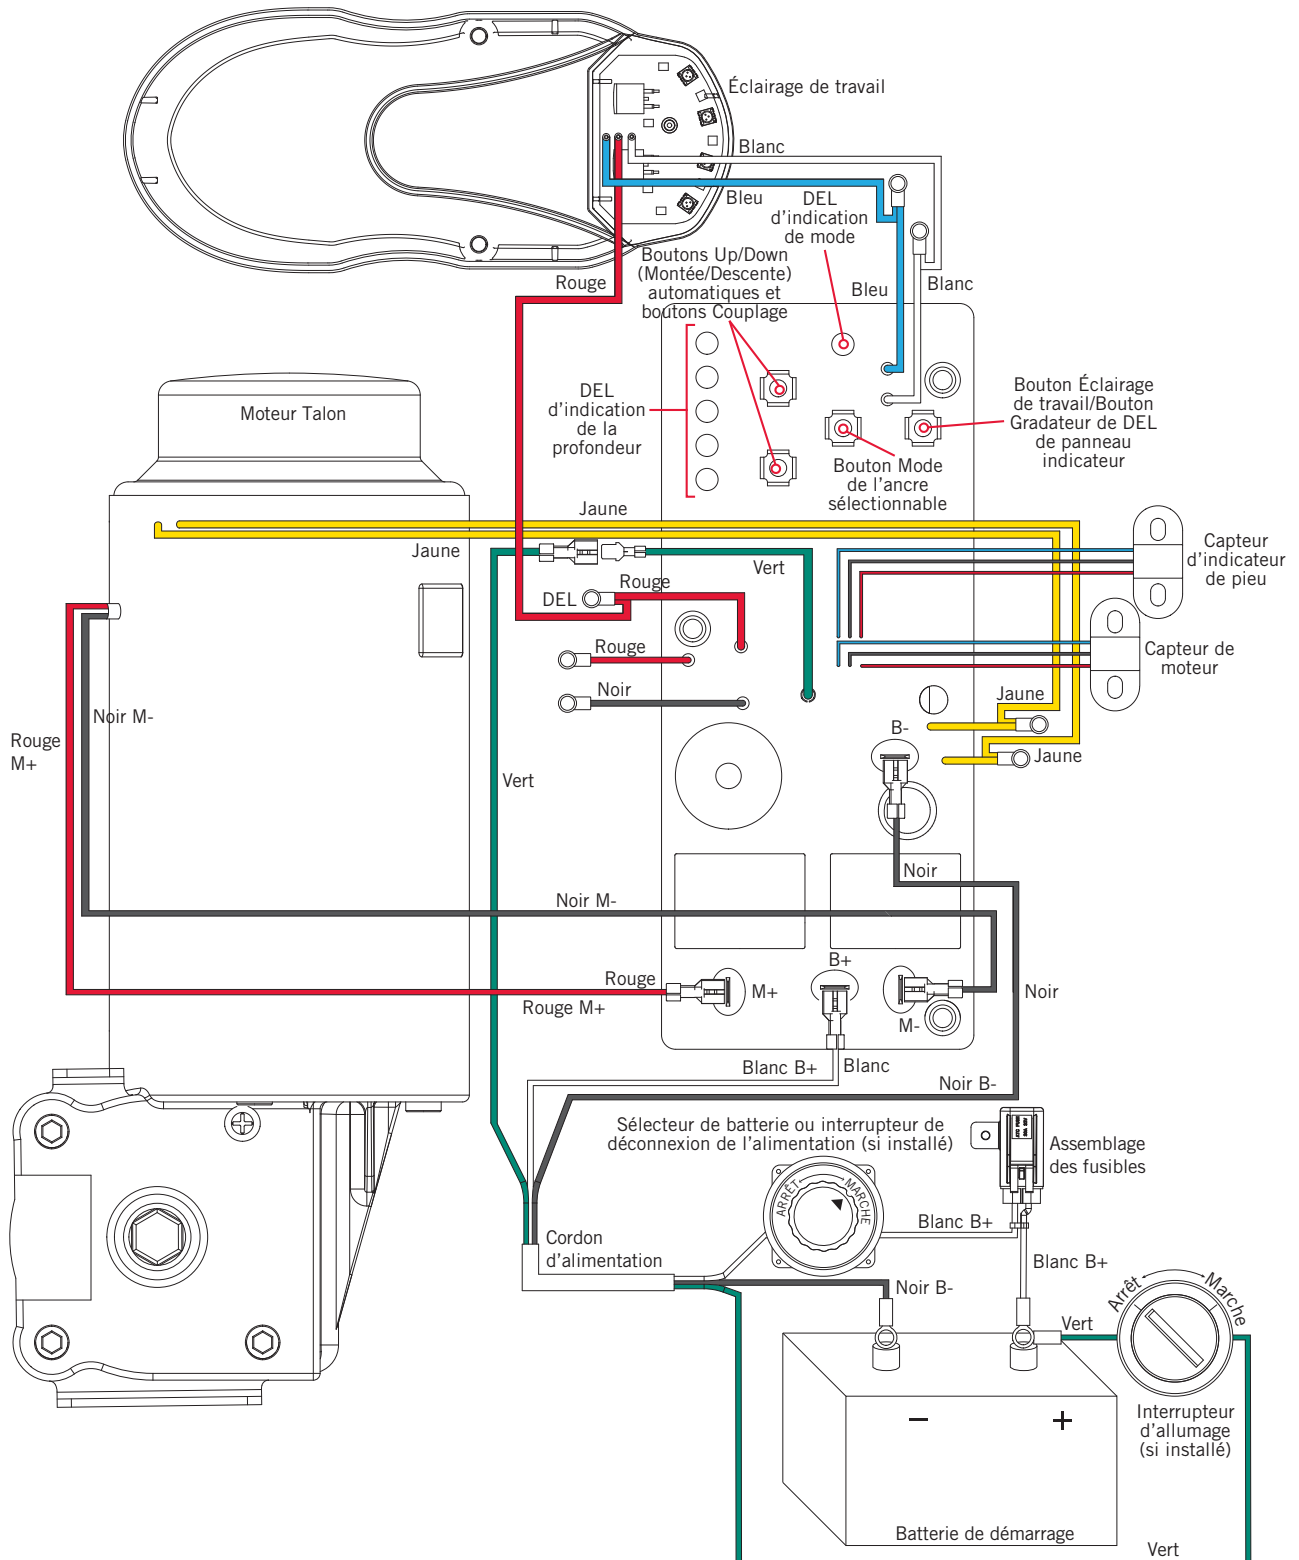 Éclairage de travail
Blanc
Bleu
DEL
d'indication
de mode
Boutons Up/Down
(Montée/Descente)
automatiques et
boutons Couplage
Rouge
Bleu
Blanc
Moteur Talon
DEL
d'indication
de la
profondeur
Bouton Éclairage
de travail/Bouton
Gradateur de DEL
de panneau
indicateur
Bouton Mode
de l'ancre
sélectionnable
Jaune
Jaune
Vert
Capteur
d'indicateur
de pieu
Rouge
DEL
Rouge
Noir
Capteur de
moteur
Jaune
Noir M-
Rouge
M+
B-
Jaune
Vert
Noir
Noir M-
B+
Rouge
M+
Rouge M+
M-
Noir
Blanc B+
Blanc
Noir B-
Sélecteur de batterie ou interrupteur de
déconnexion de l'alimentation (si installé)
Assemblage
des fusibles
ARRÊT
MARCHE
Blanc B+
Cordon
d'alimentation
Blanc B+
Noir B-
Arrêt
Marche
Vert
Interrupteur
d'allumage
(si installé)
−
+
Batterie de démarrage
Vert